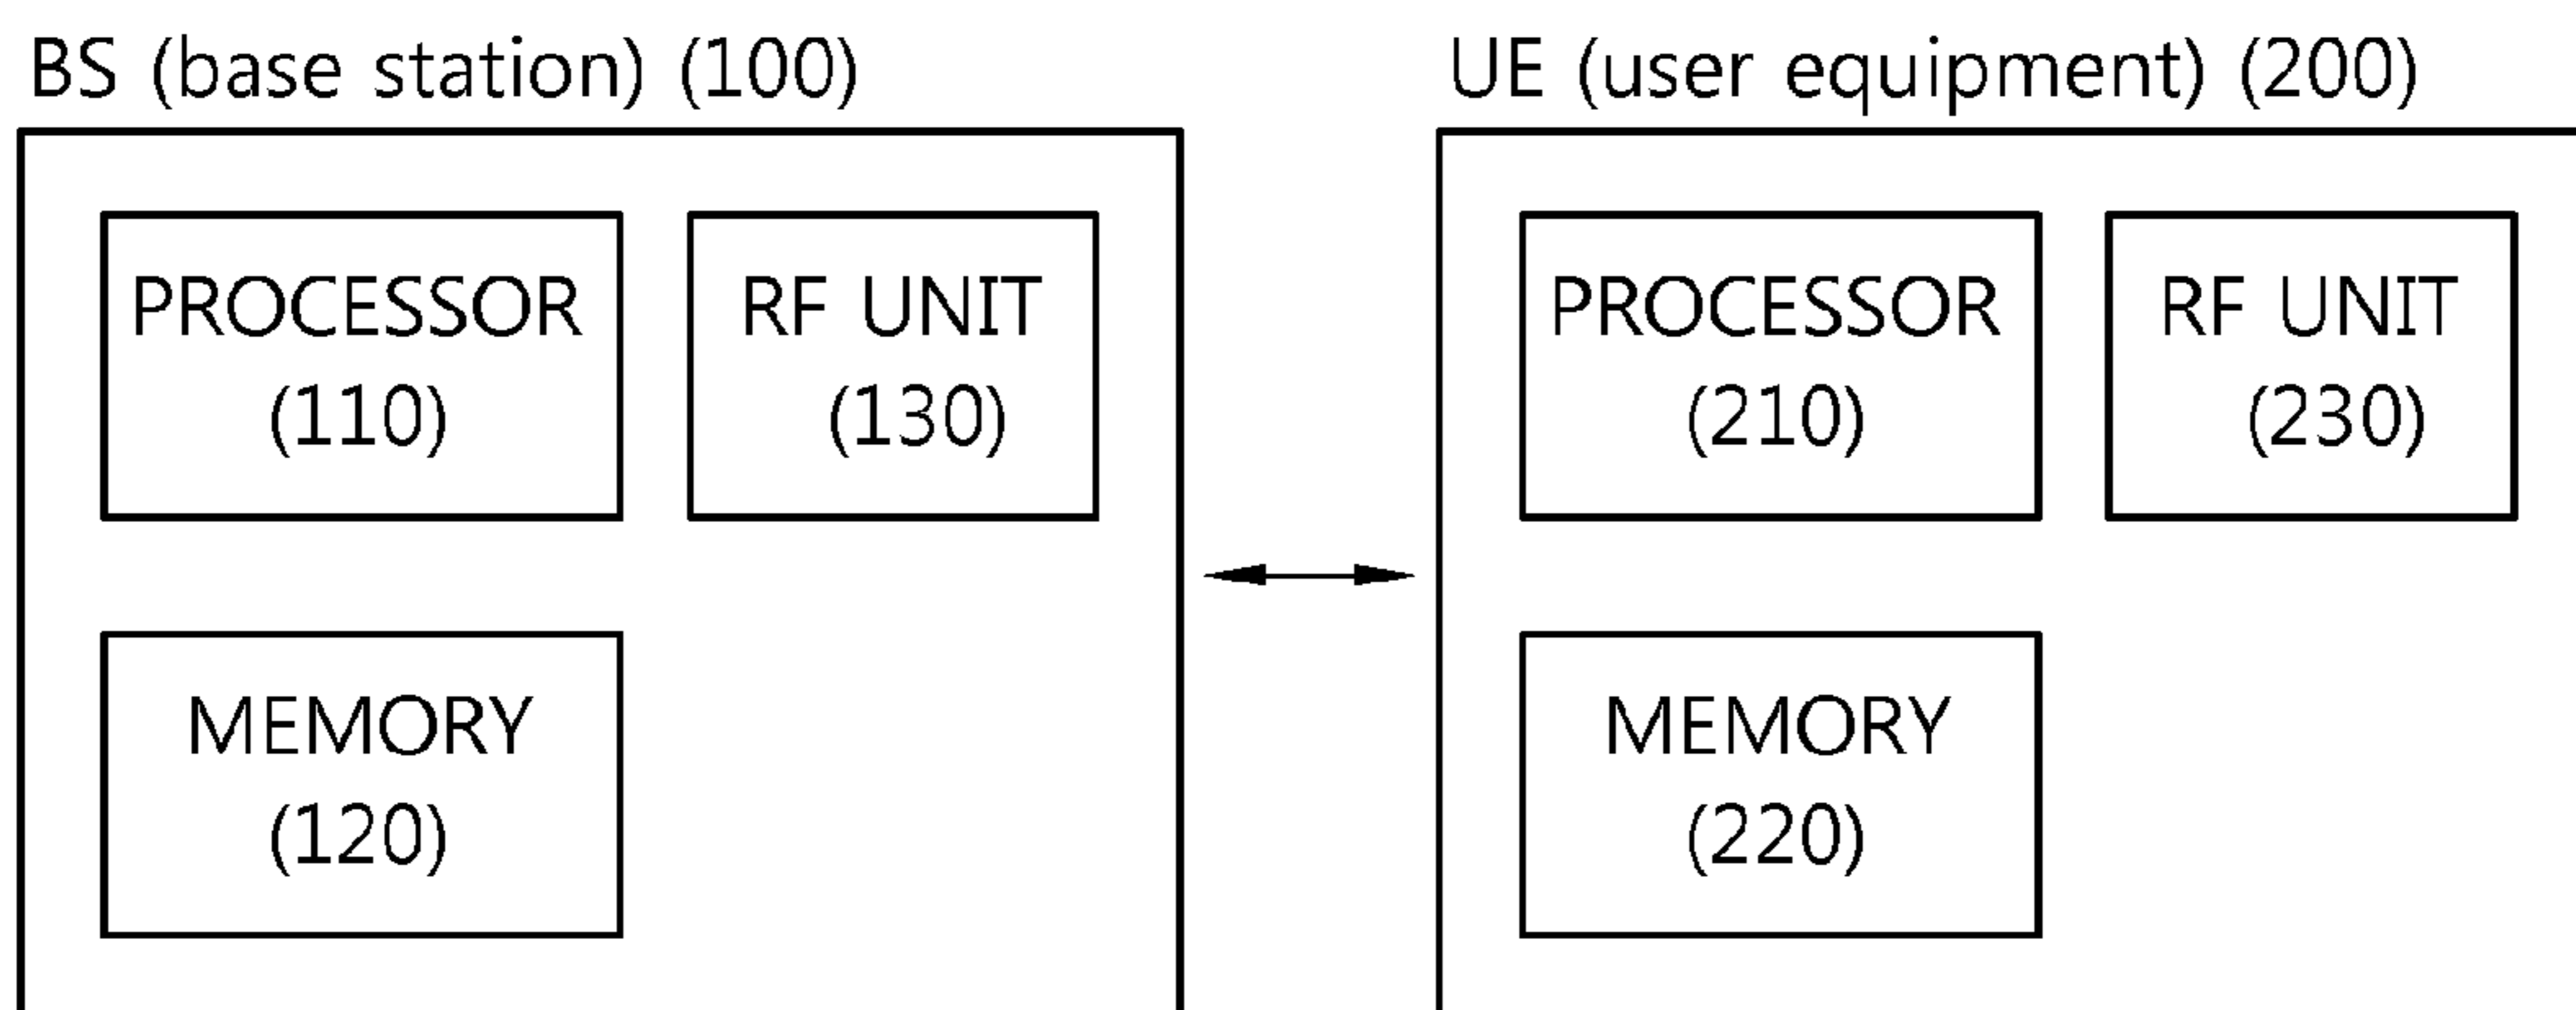 BS (base station) (100)
PROCESSOR
(110)
RF UNIT
(130)
MEMORY
(120)
UE (user equipment) (200)
PROCESSOR
(210)
RF UNIT
(230)
MEMORY
(220)